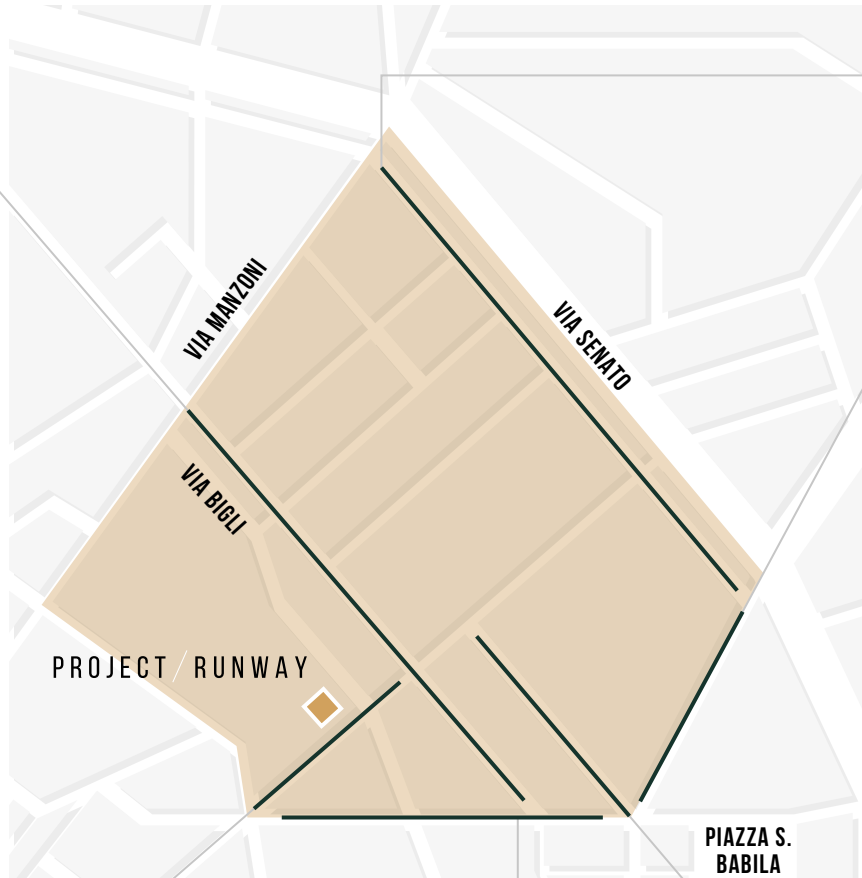 VIA MANZONI
VIA SENATO
VIA BIGLI
PROJECT / RUNWAY
PIAZZA S.
BABILA